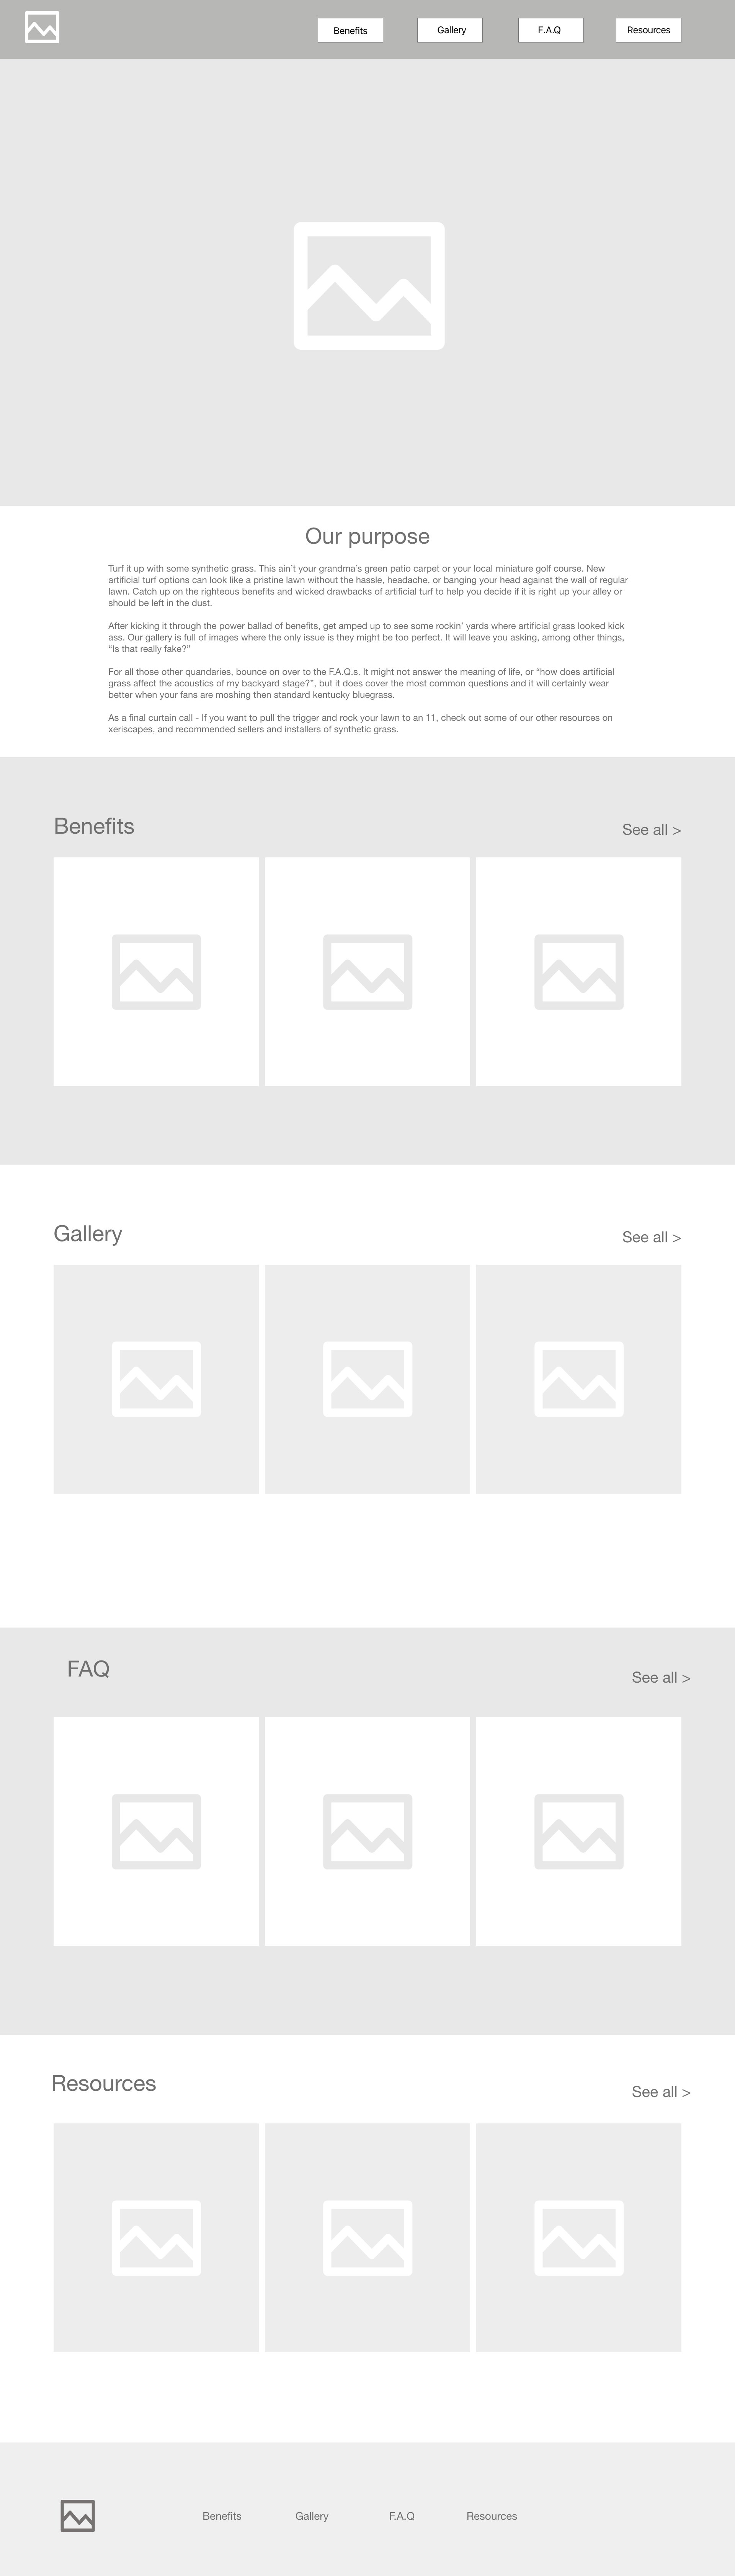 Benefits
Gallery
F.A.Q
Resources
Our purpose
Turf it up with some synthetic grass. This ain’t your grandma’s green patio carpet or your local miniature golf course. New
artificial turf options can look like a pristine lawn without the hassle, headache, or banging your head against the wall of regular
lawn. Catch up on the righteous benefits and wicked drawbacks of artificial turf to help you decide if it is right up your alley or
should be left in the dust.
After kicking it through the power ballad of benefits, get amped up to see some rockin’ yards where artificial grass looked kick
ass. Our gallery is full of images where the only issue is they might be too perfect. It will leave you asking, among other things,
“Is that really fake?”
For all those other quandaries, bounce on over to the F.A.Q.s. It might not answer the meaning of life, or “how does artificial
grass affect the acoustics of my backyard stage?”, but it does cover the most common questions and it will certainly wear
better when your fans are moshing then standard kentucky bluegrass.
As a final curtain call - If you want to pull the trigger and rock your lawn to an 11, check out some of our other resources on
xeriscapes, and recommended sellers and installers of synthetic grass.
Benefits
See all >
Gallery
See all >
FAQ
See all >
Resources
See all >
Benefits
Gallery
F.A.Q
Resources